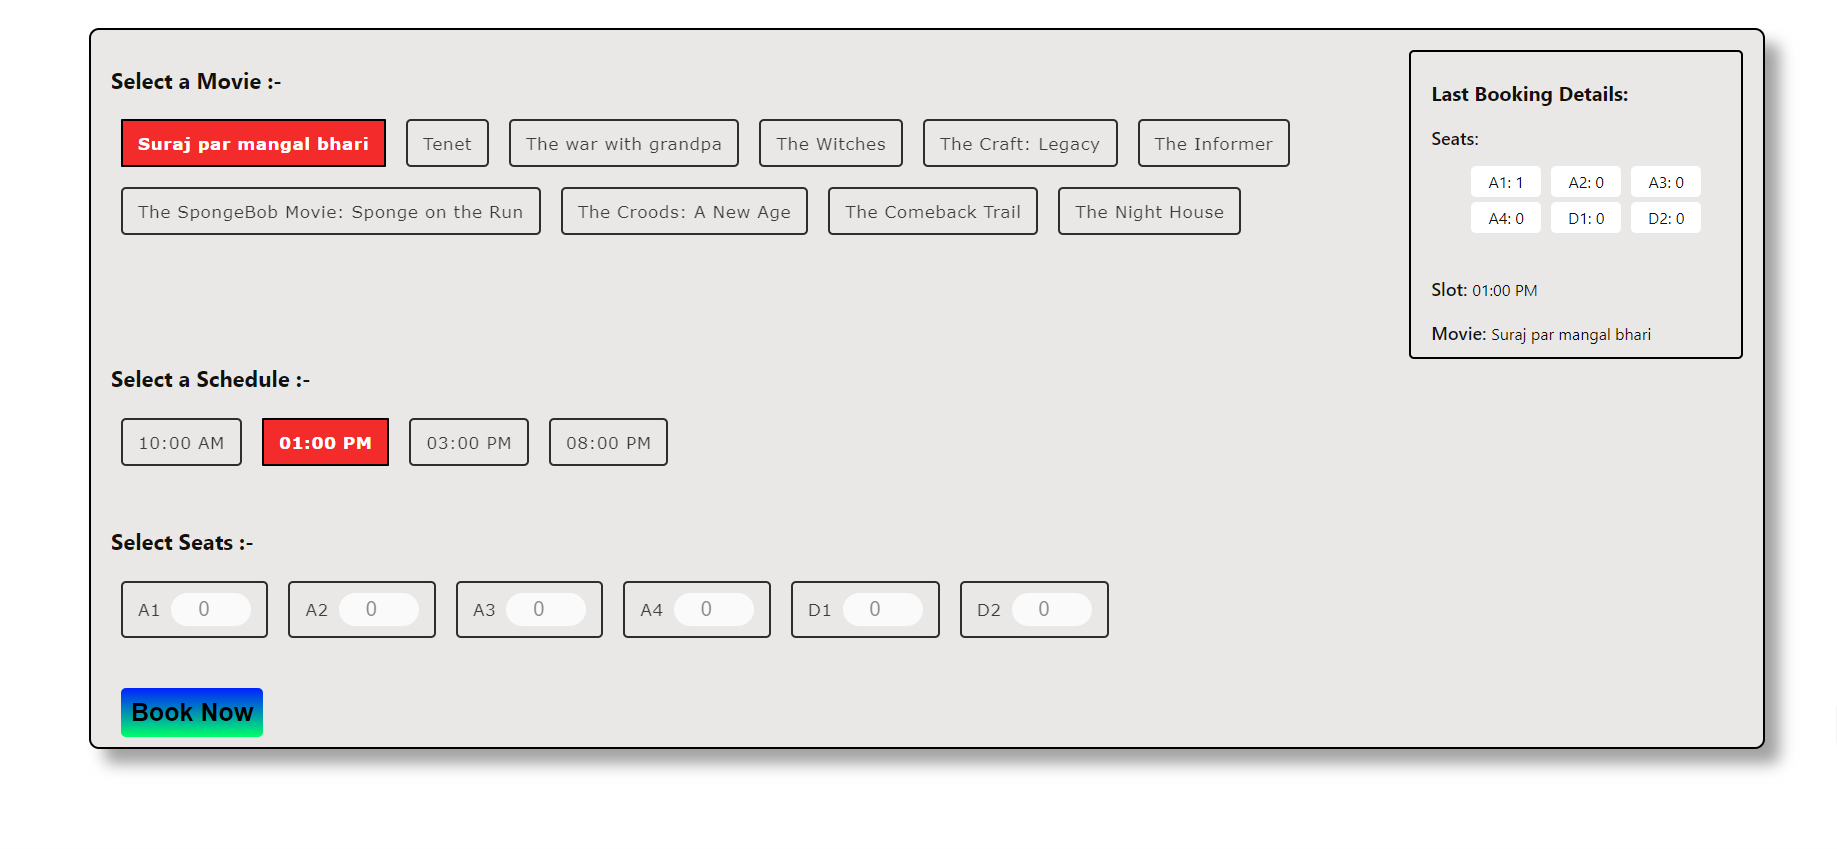 Select a Movie :-
Suraj par mangal bhari
Tenet
The war with grandpa
The Witches
The Craft: Legacy
The Informer
The SpongeBob Movie: Sponge on the Run
The Croods: A New Age
The Comeback Trail
The Night House
Select a Schedule :-
10:00 AM
01:00 PM
03:00 PM
08:00 PM
Select Seats :-
A1 0
A2 0
A3 0
A4 0
D1 0
D2 0
Book Now
Last Booking Details:
Seats:
A1: 1
A2: 0
A3: 0
A4: 0
D1: 0
D2: 0
Slot: 01:00 PM
Movie: Suraj par mangal bhari